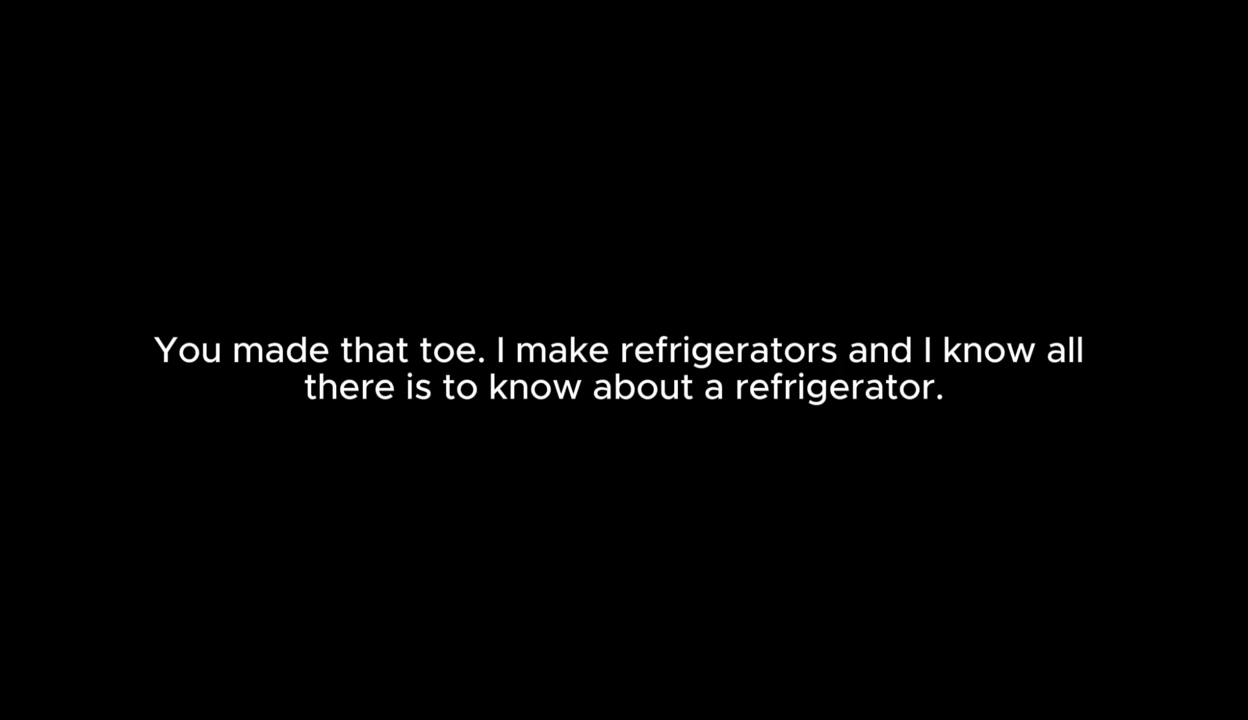 You made that toe. I make refrigerators and I know all
there is to know about a refrigerator.